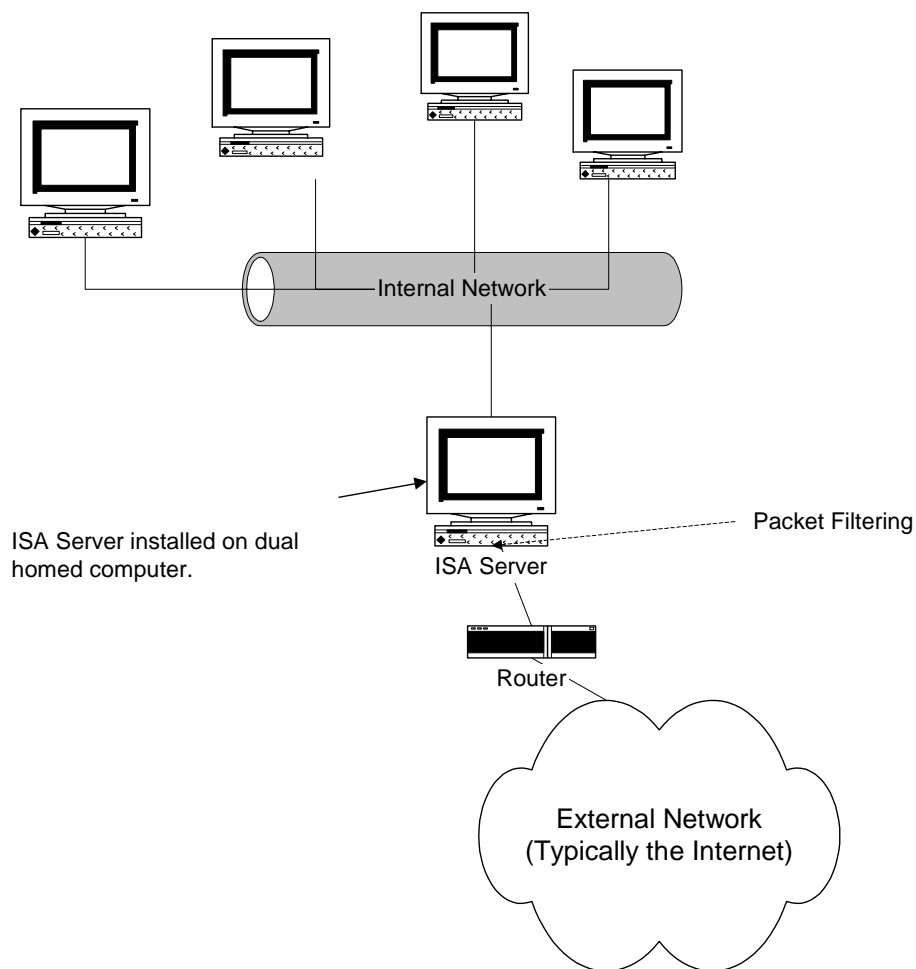 Internal Network
ISA Server installed on dual
homed computer.
Packet Filtering
ISA Server
Router
External Network
(Typically the Internet)